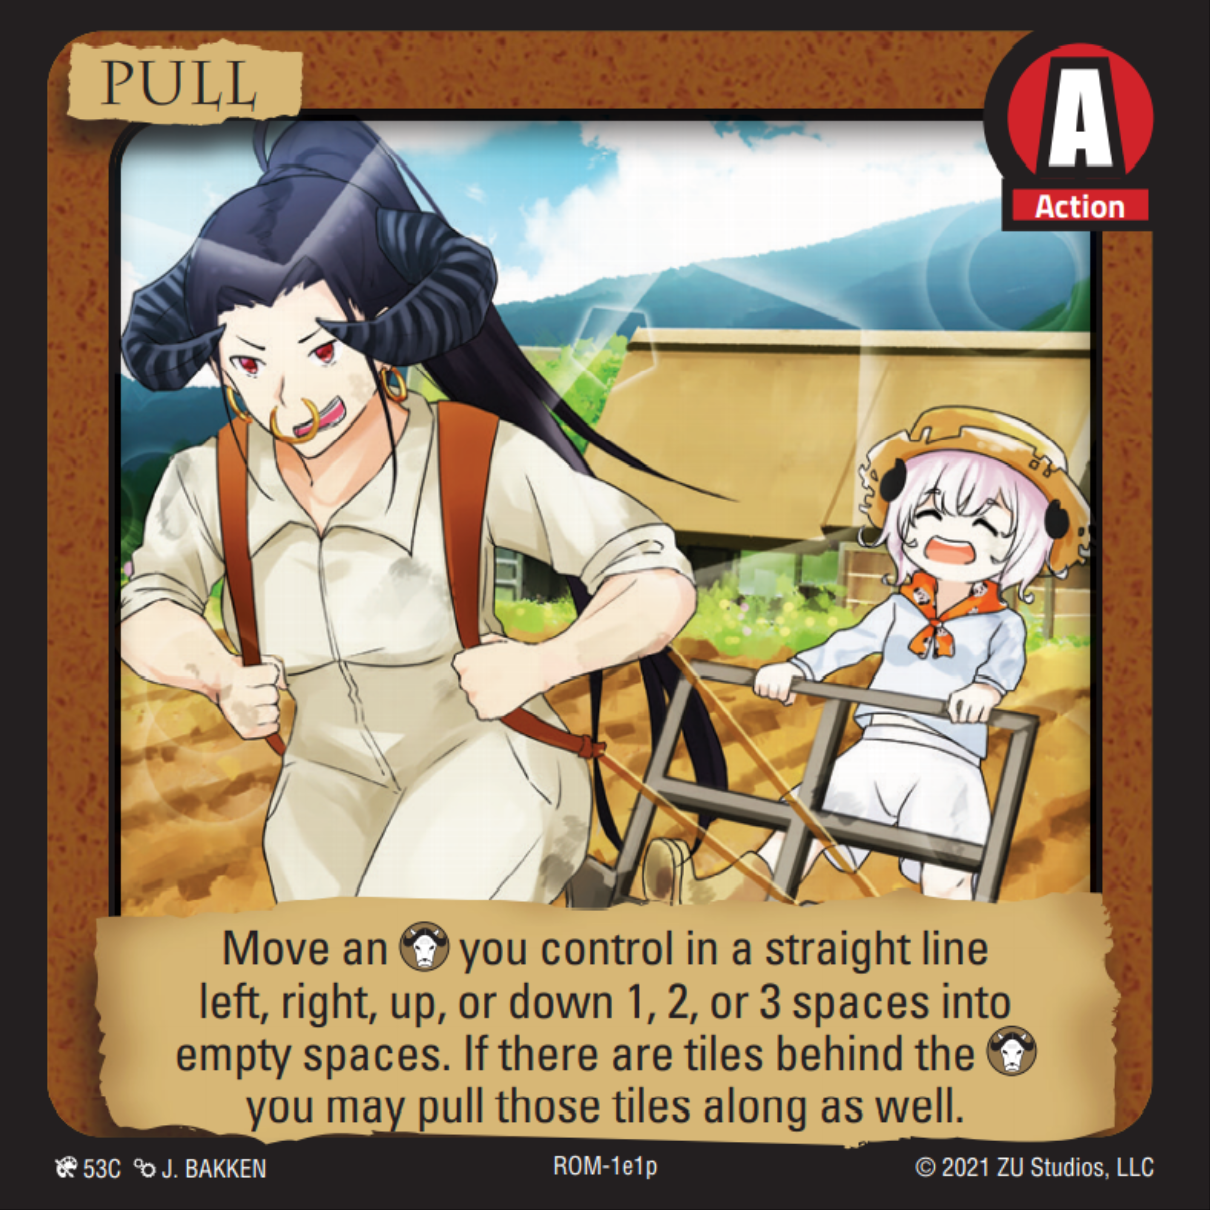 PULL
A
Action
Move an you control in a straight line
left, right, up, or down 1, 2, or 3 spaces into
empty spaces. If there are tiles behind the
you may pull those tiles along as well.
53C J. BAKKEN
ROM-1e1p
© 2021 ZU Studios, LLC